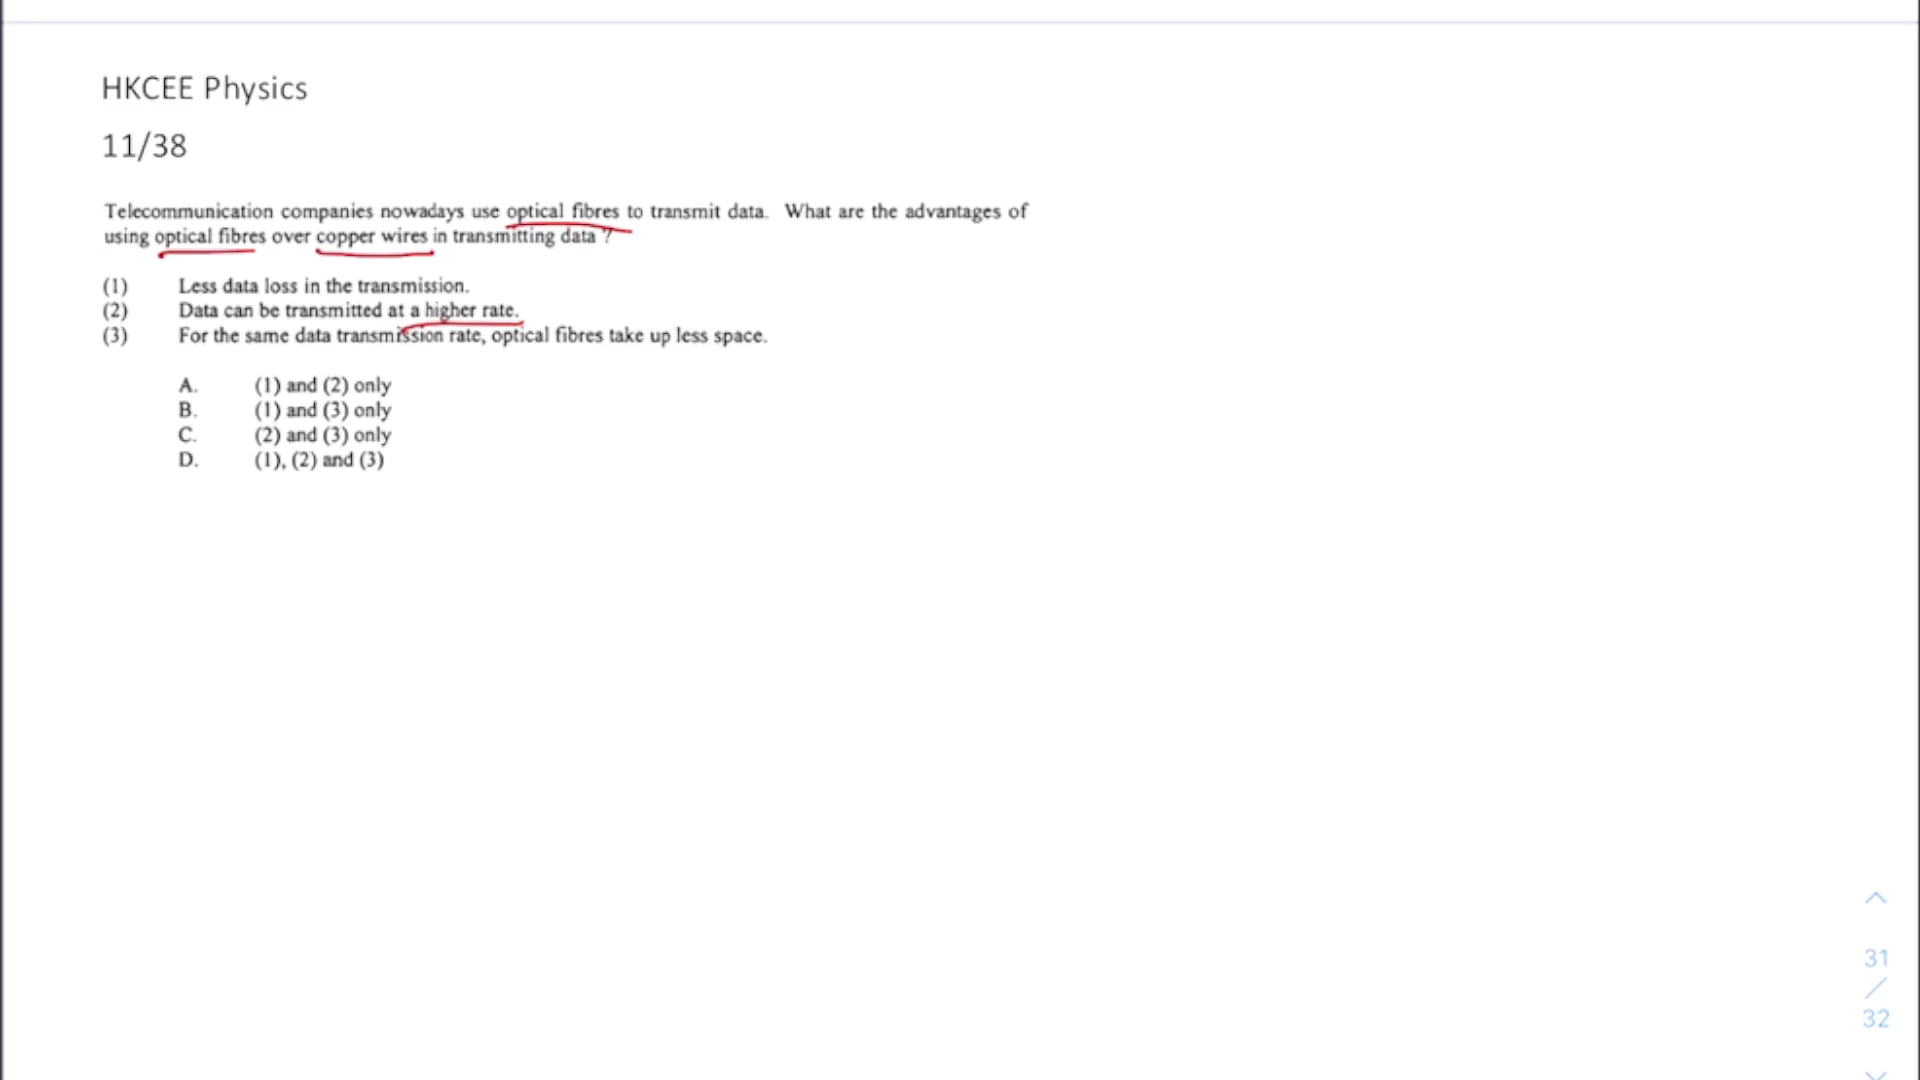 HKCEE Physics
11/38
Telecommunication companies nowadays use optical fibres to transmit data. What are the advantages of
using optical fibres over copper wires in transmitting data ?
(1) Less data loss in the transmission.
(2) Data can be transmitted at a higher rate.
(3) For the same data transmission rate, optical fibres take up less space.
A. (1) and (2) only
B. (1) and (3) only
C. (2) and (3) only
D. (1), (2) and (3)
31
/
32